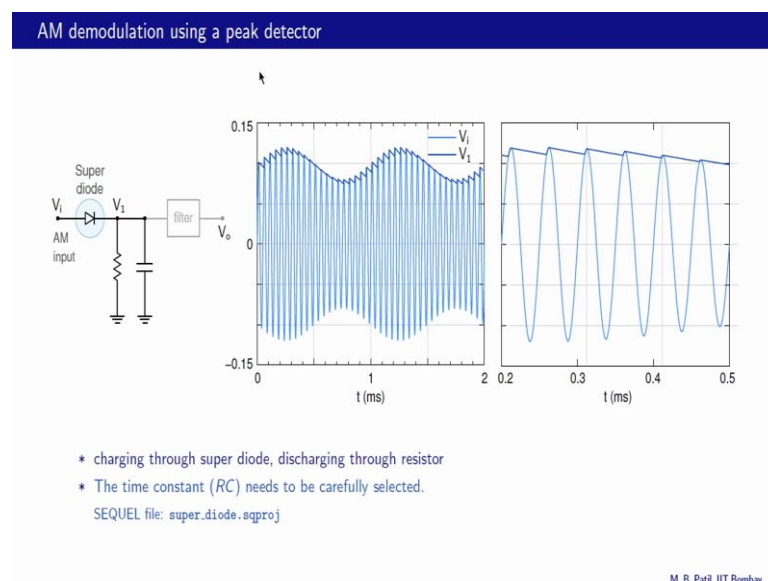 AM demodulation using a peak detector
Super
diode
Vi
V1
filter
Vo
AM
input
0.15
0
−0.15
Vi
V1
0
1
2
t (ms)
0.2
0.3
0.4
0.5
t (ms)
* charging through super diode, discharging through resistor
* The time constant (RC) needs to be carefully selected.
SEQUEL file: super_diode.sqproj
M. B. Patil, IIT Bombay